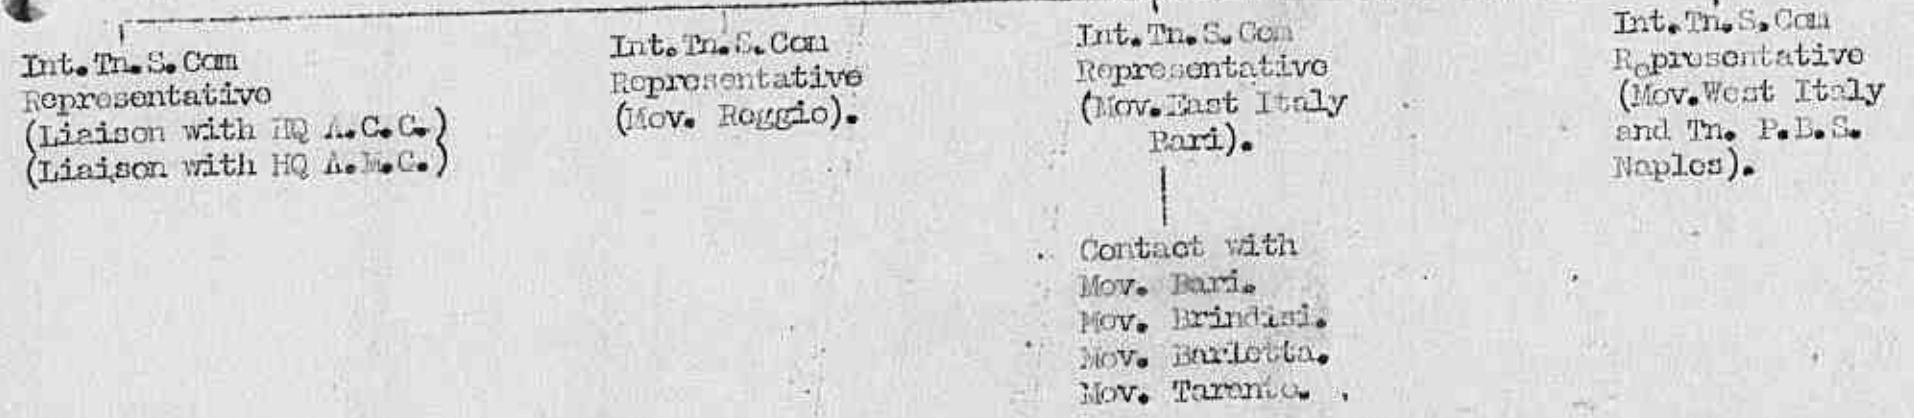 Int.Tn.S.Com
Representative
(Liaison with HQ A.C.C.)
(Liaison with HQ A.M.C.)
Int.Tn.S.Com
Representative
(Mov. Reggio).
Int.Tn.S.Com
Representative
(Mov.East Italy
Bari).
Contact with
Mov. Bari.
Mov. Brindisi.
Mov. Barletta.
Mov. Taranto.
Int.Tn.S.Com
Representative
(Mov.West Italy
and Tn. P.B.S.
Naples).